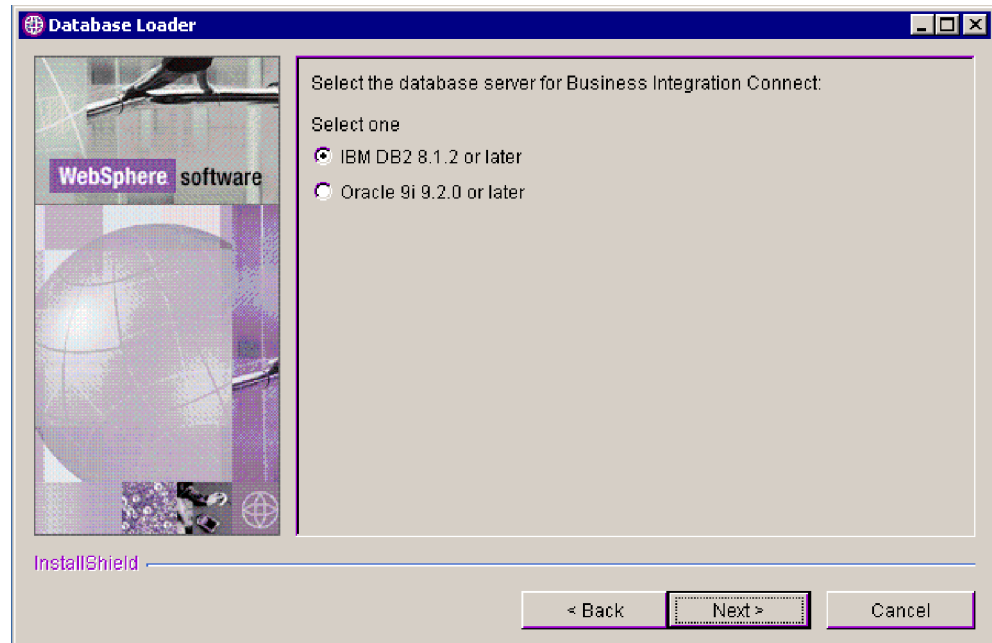 Database Loader
Select the database server for Business Integration Connect:
Select one
IBM DB2 8.1.2 or later
Oracle 9i 9.2.0 or later
WebSphere software
InstallShield
< Back
Next >
Cancel